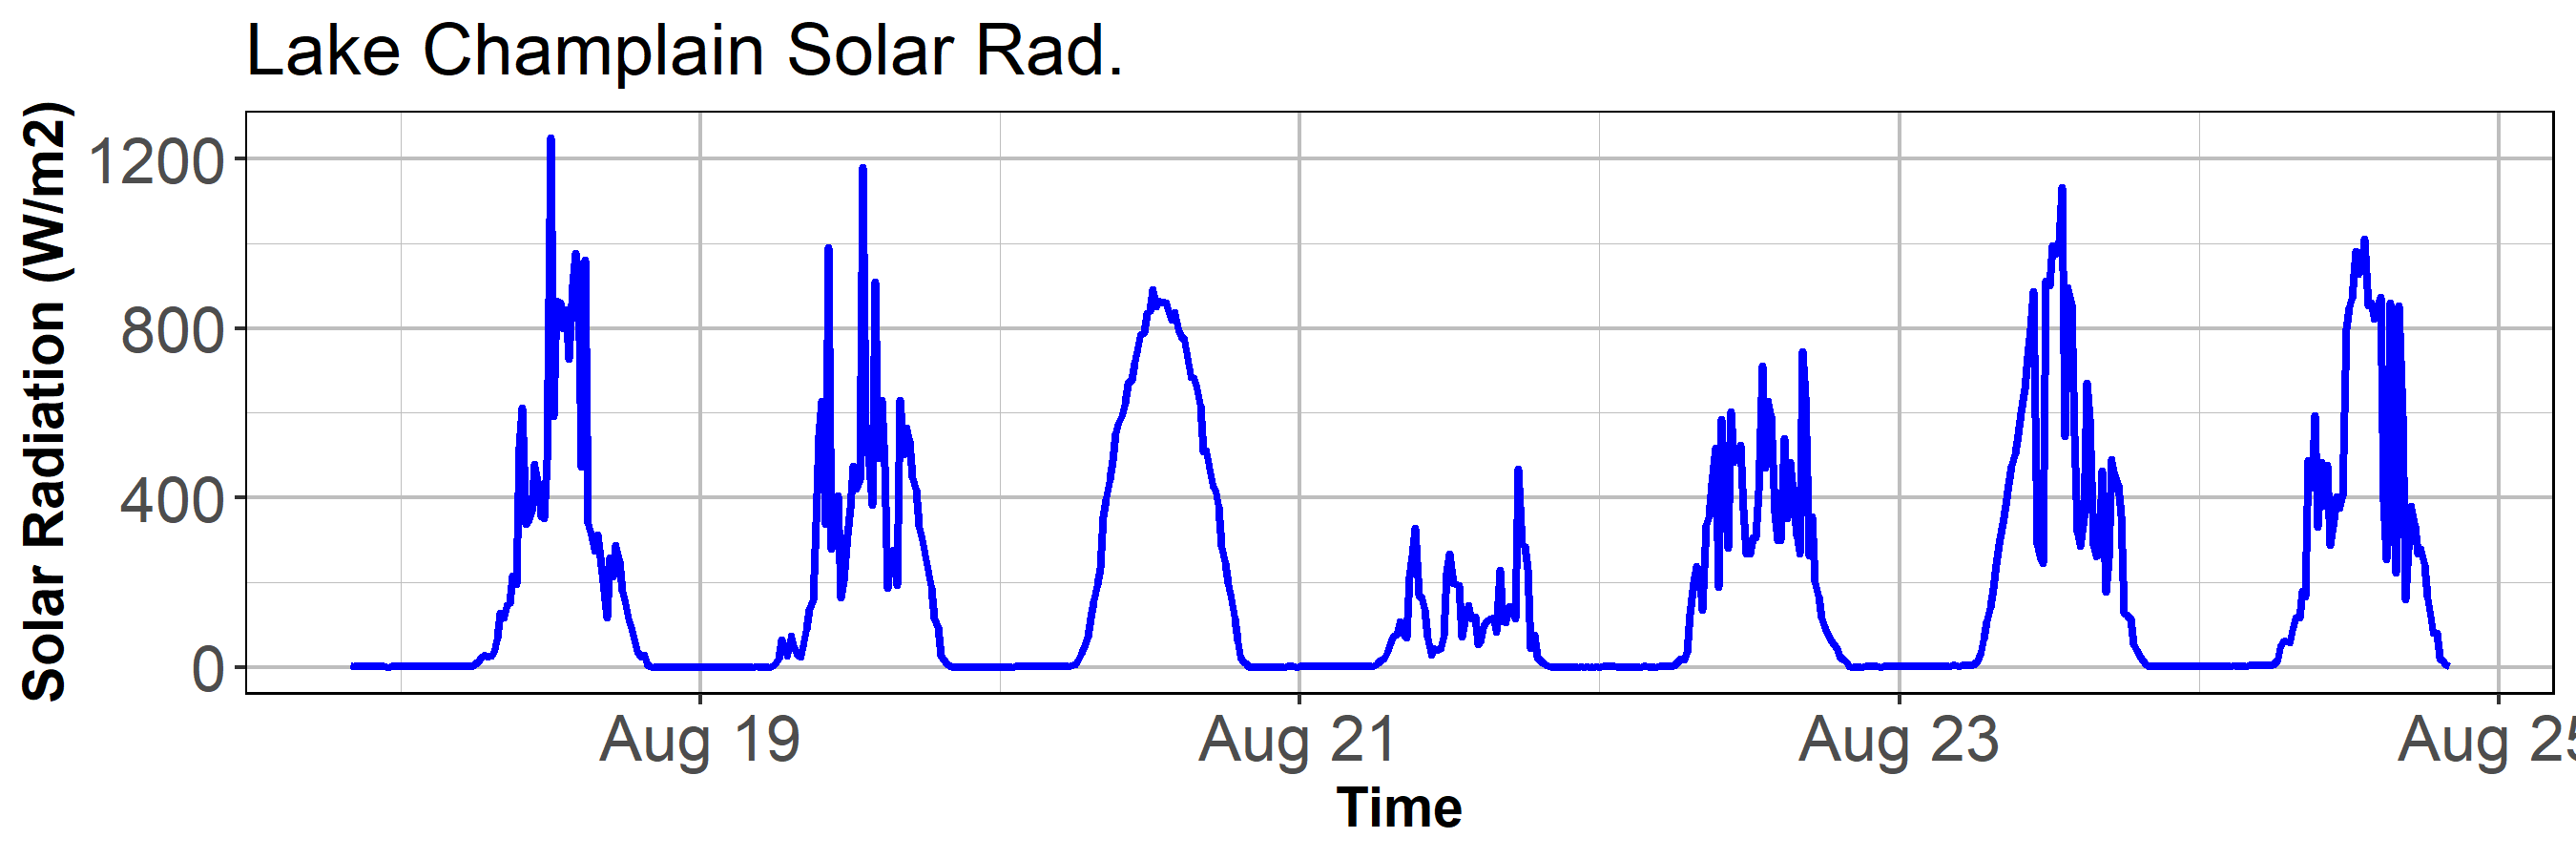 Lake Champlain Solar Rad.
Solar Radiation (W/m2)
1200
800
400
0
Aug 19 Aug 21 Aug 23 Aug 25
Time